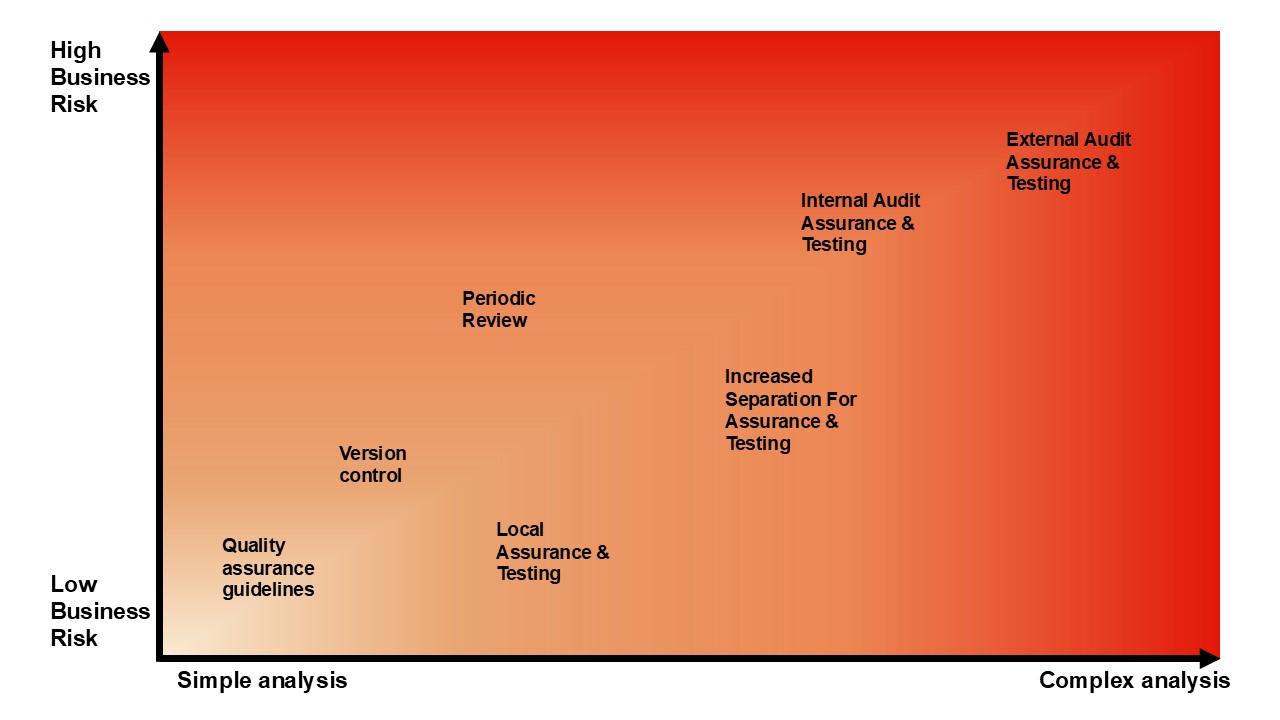 High
Business
Risk
External Audit
Assurance &
Testing
Internal Audit
Assurance &
Testing
Periodic
Review
Increased
Separation For
Assurance &
Testing
Version
control
Local
Assurance &
Testing
Quality
assurance
guidelines
Low
Business
Risk
Simple analysis
Complex analysis